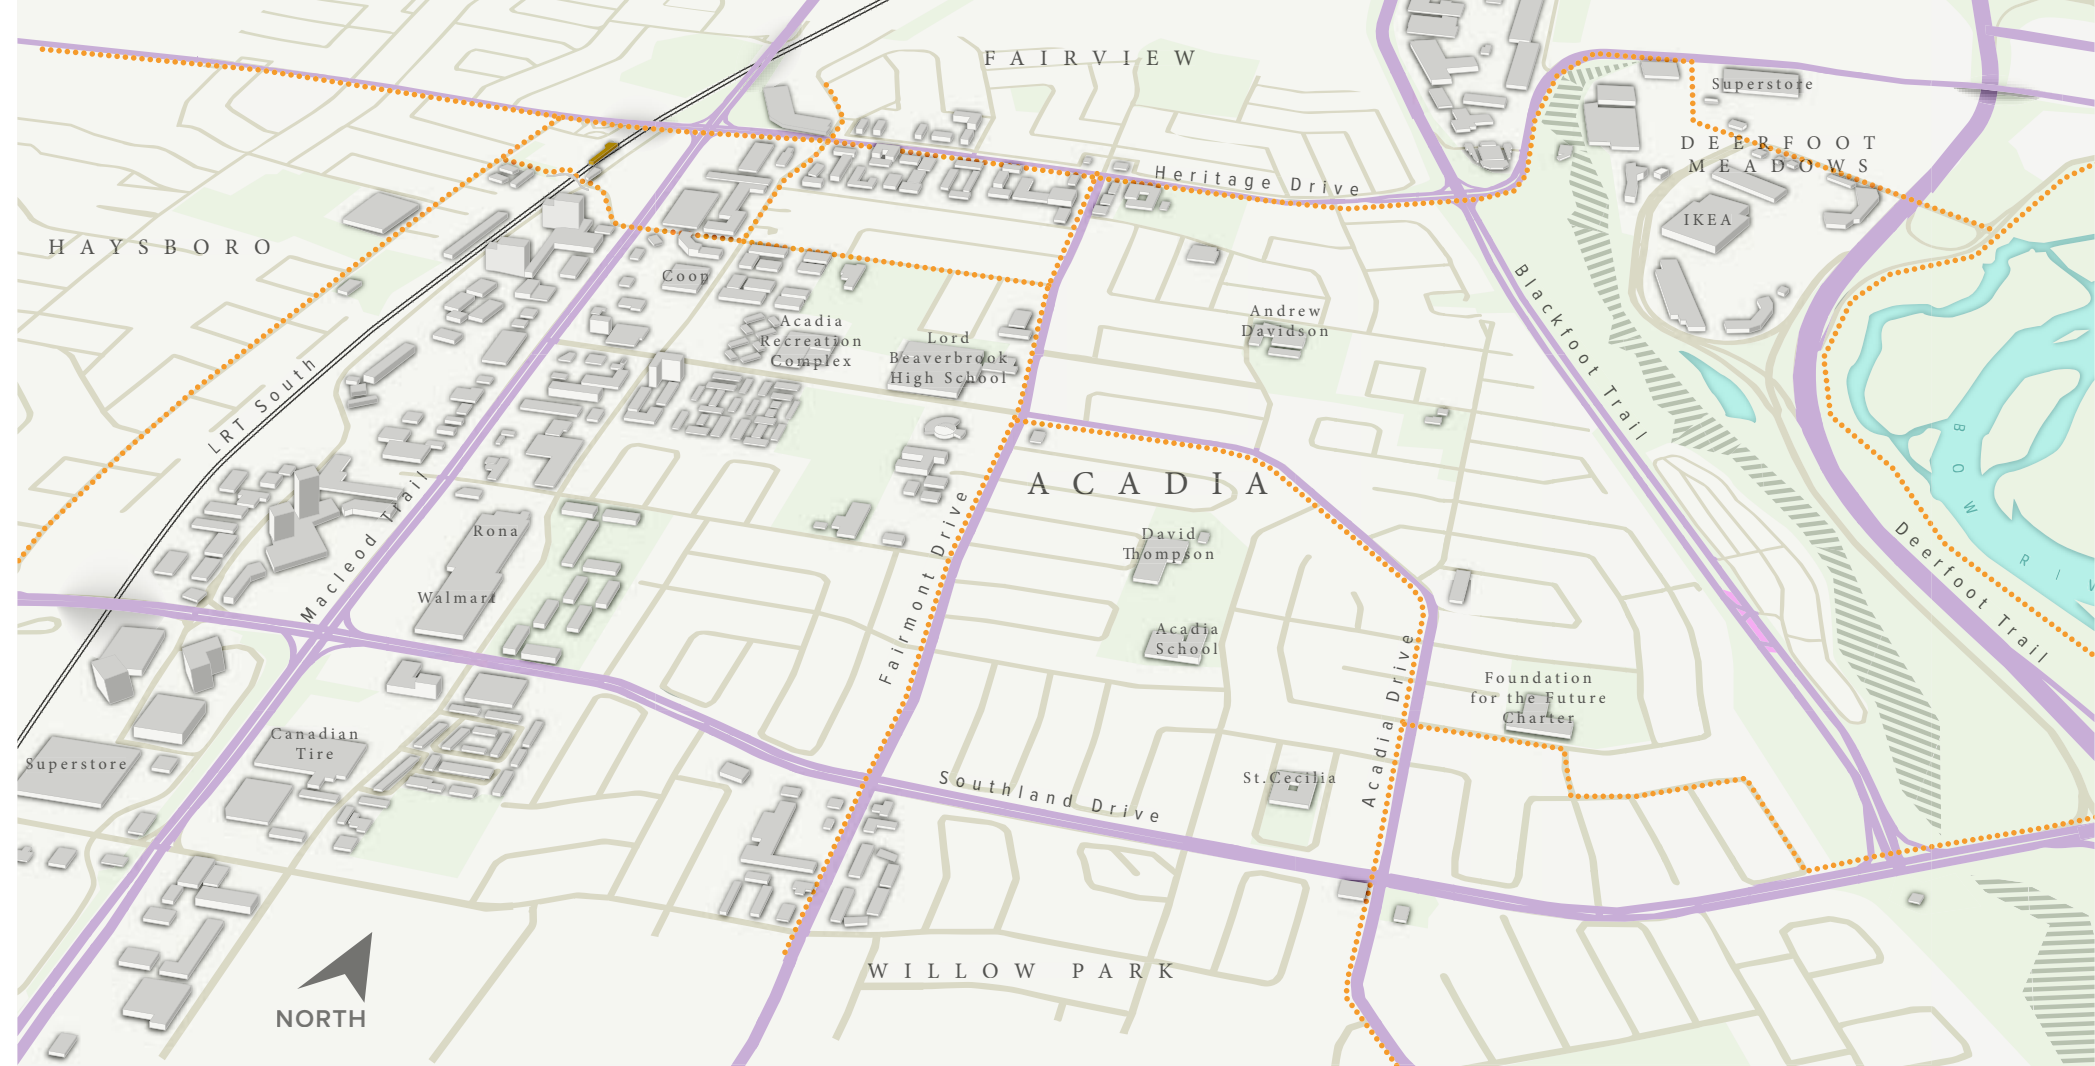 FAIRVIEW
Superstore
DEERFOOT
MEADOWS
Heritage Drive
IKEA
HAYSBORO
Coop
Blackfoot Trail
Acadia
Recreation
Complex
Lord
Beaverbrook
High School
Andrew
Davidson
LRT South
BOW
RIV
ACADIA
Macleod Trail
Rona
Walmart
Fairmont Drive
David
Thompson
Deerfoot Trail
Acadia
School
Acadia Drive
Foundation
for the Future
Charter
Canadian
Tire
Superstore
Southland Drive
St.Cecilia
WILLOW PARK
NORTH